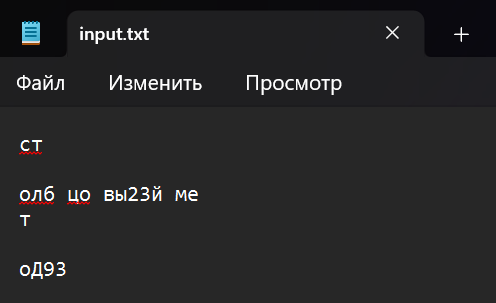 input.txt
Файл Изменить Просмотр
ст
олб цо вы23й ме
т
оД93